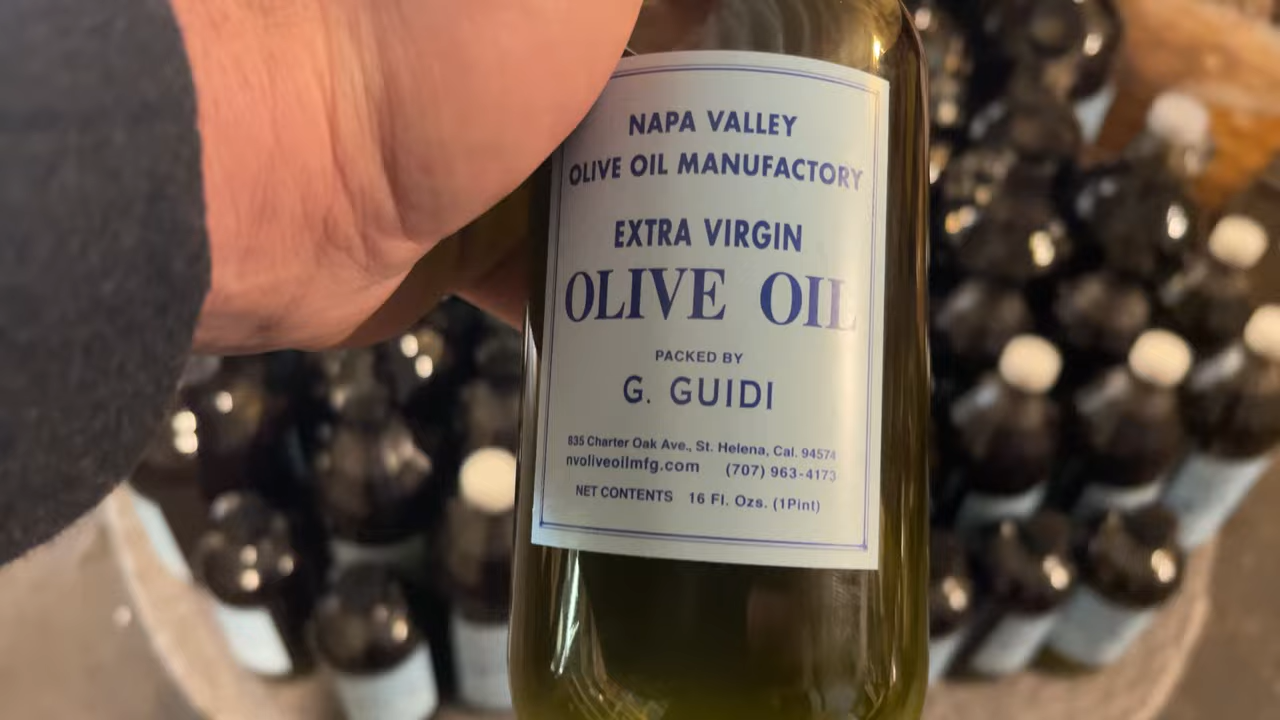 NAPA VALLEY
OLIVE OIL MANUFACTORY
EXTRA VIRGIN
OLIVE OIL
PACKED BY
G. GUIDI
835 Charter Oak Ave., St. Helena, Cal. 94574
nvoliveoilmfg.com (707) 963-4173
NET CONTENTS 16 Fl. Ozs. (1Pint)